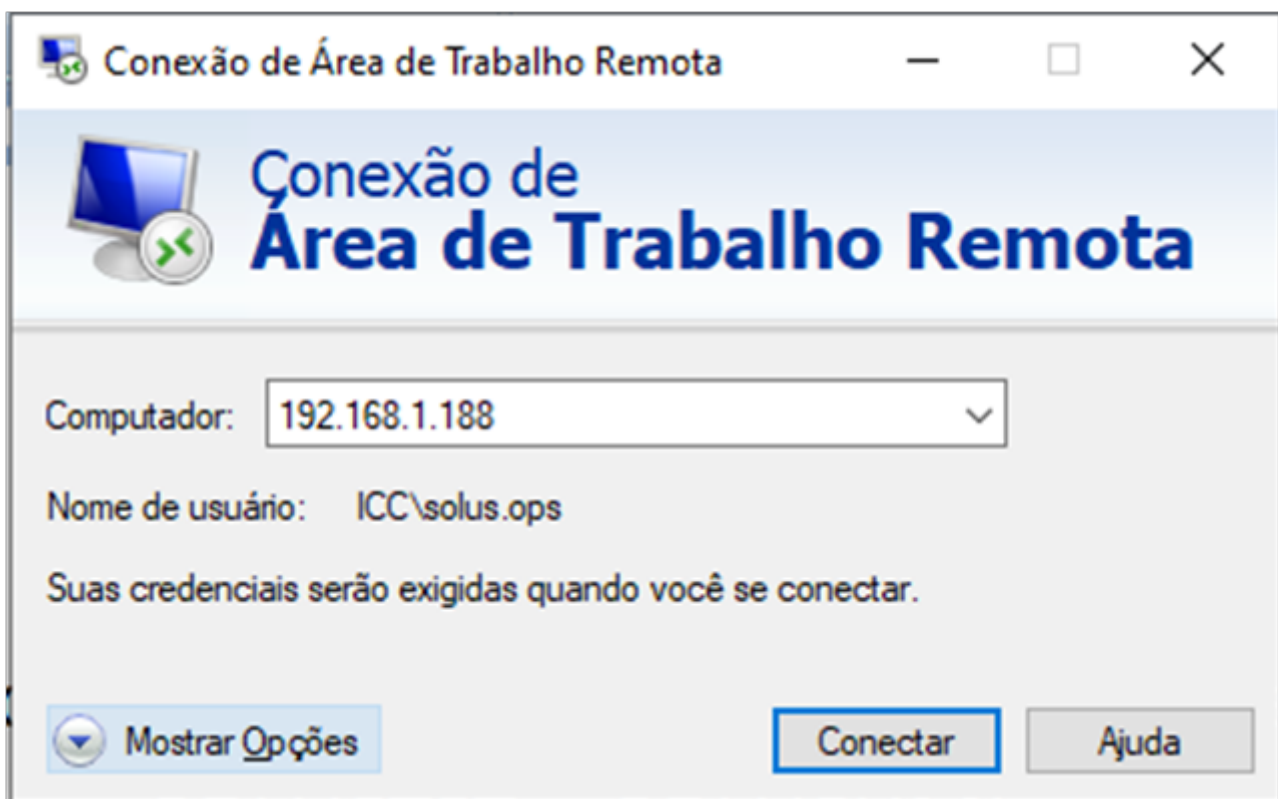 Conexão de Área de Trabalho Remota
Conexão de
Área de Trabalho Remota
Computador: 192.168.1.188
Nome de usuário: ICC\solus.ops
Suas credenciais serão exigidas quando você se conectar.
Mostrar Opções Conectar Ajuda